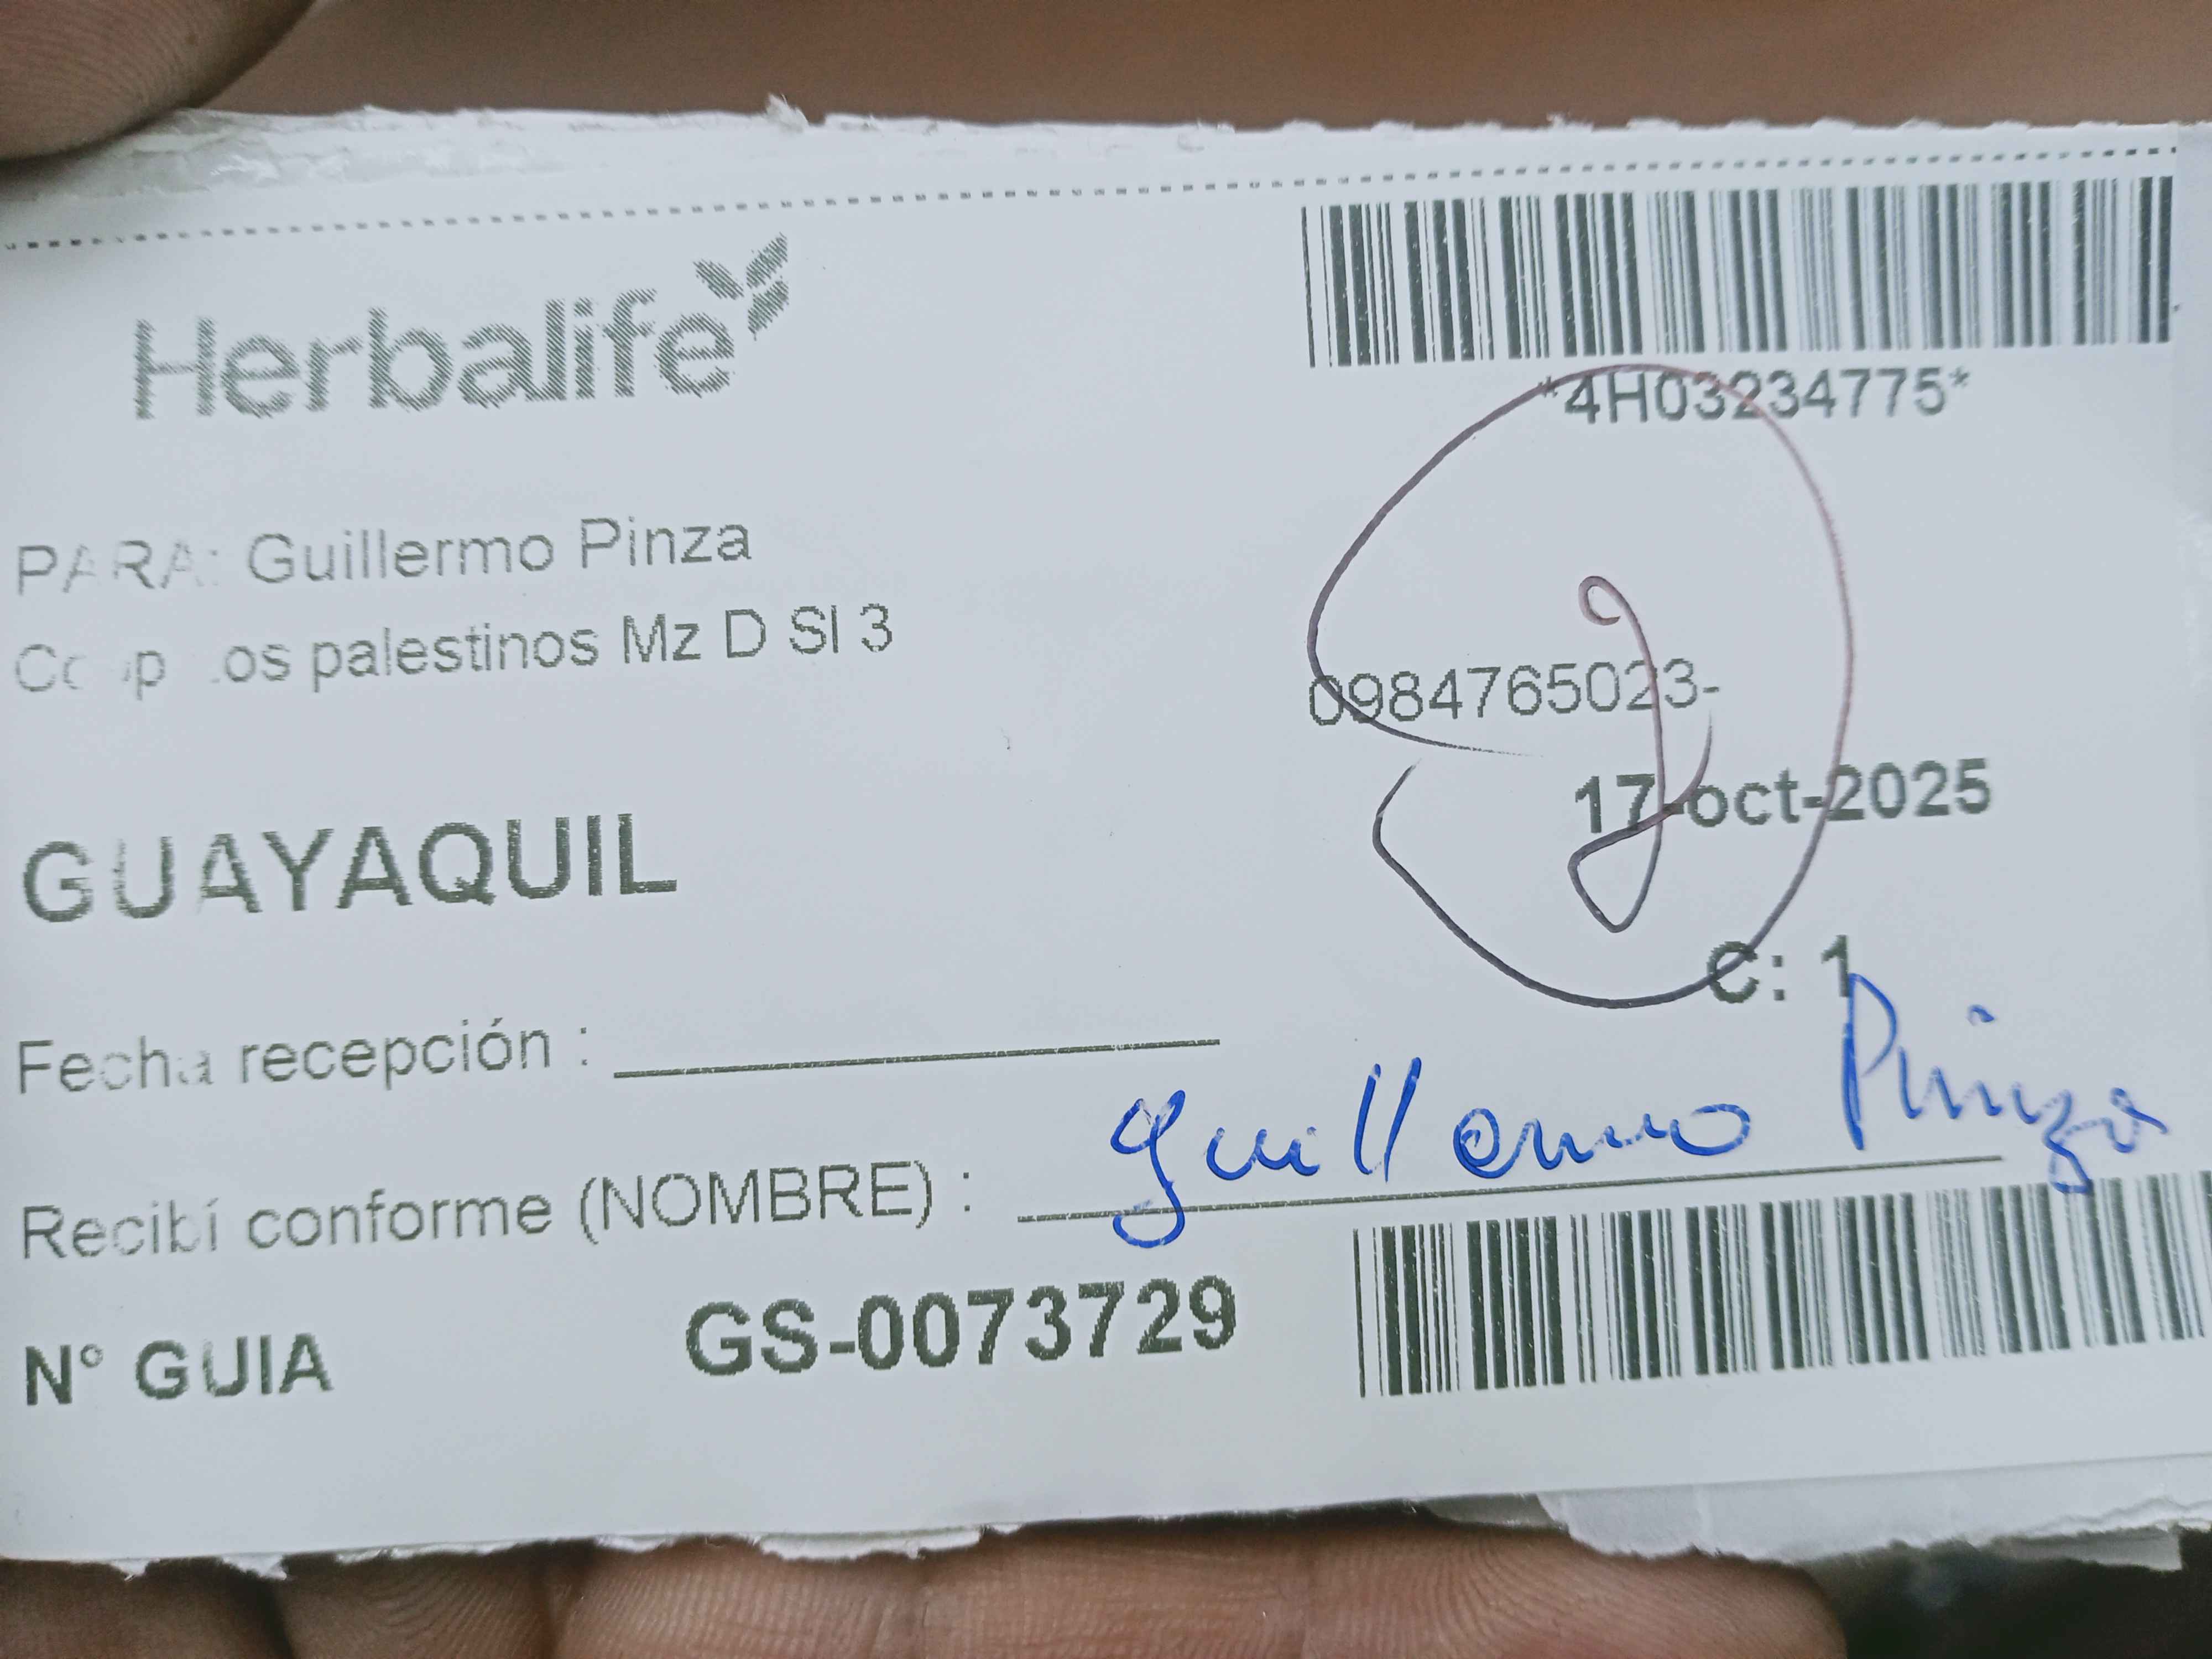 Herbalife
*4H03234775*
PARA: Guillermo Pinza
os palestinos Mz D Sl 3
0984765023-
17-oct-2025
GUAYAQUIL
C: 1
Fecha recepción :
Recibí conforme (NOMBRE) : Guillermo Pinza
N° GUIA GS-0073729